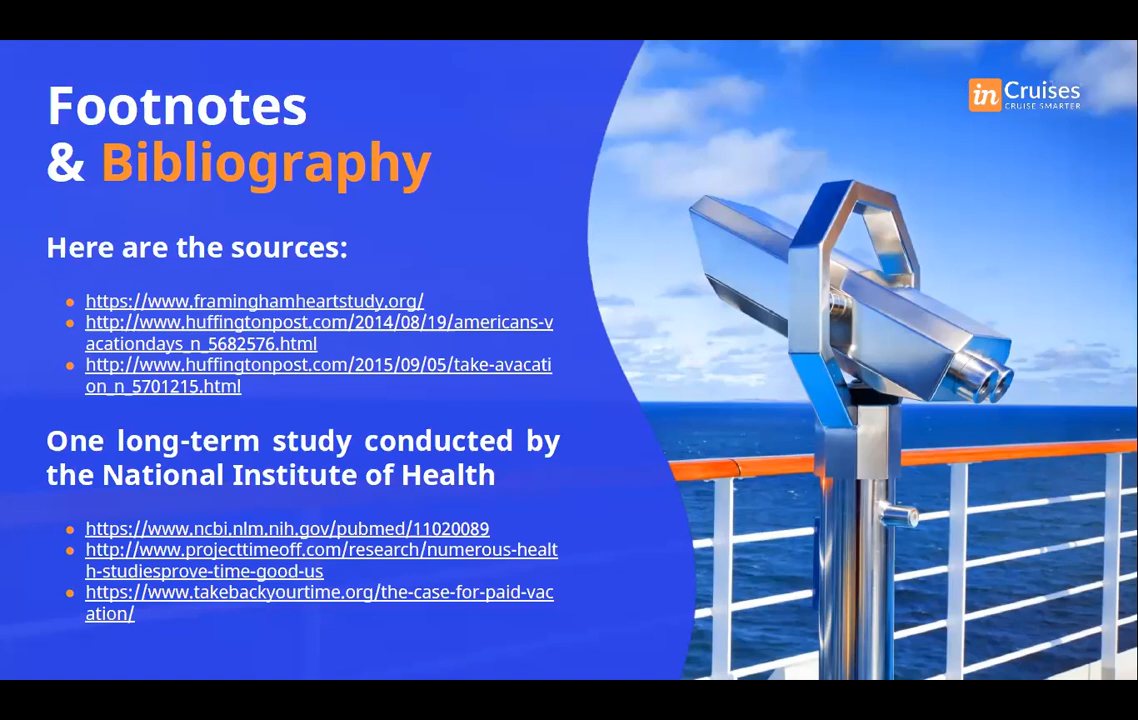 Footnotes
& Bibliography
in Cruises
CRUISE SMARTER
Here are the sources:
https://www.framinghamheartstudy.org/
http://www.huffingtonpost.com/2014/08/19/americans-v
acationdays_n_5682576.html
http://www.huffingtonpost.com/2015/09/05/take-avacati
on_n_5701215.html
One long-term study conducted by
the National Institute of Health
https://www.ncbi.nlm.nih.gov/pubmed/11020089
http://www.projecttimeoff.com/research/numerous-healt
h-studiesprove-time-good-us
https://www.takebackyourtime.org/the-case-for-paid-vac
ation/